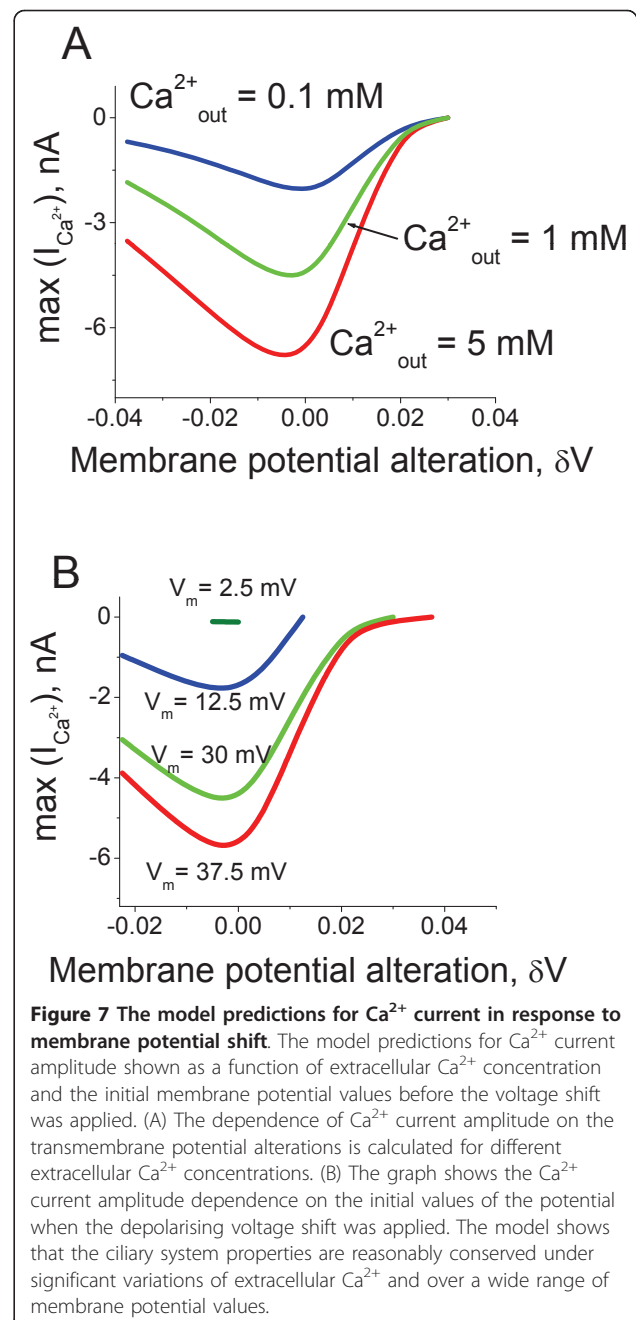 A
Ca²⁺out = 0.1 mM
0
-3
-6
max (I Ca²⁺), nA
Ca²⁺out = 1 mM
Ca²⁺out = 5 mM
-0.04 -0.02 0.00 0.02 0.04
Membrane potential alteration, δV
B
Vm = 2.5 mV
0
-2
-4
-6
max (I Ca²⁺), nA
Vm = 12.5 mV
Vm = 30 mV
Vm = 37.5 mV
-0.02 0.00 0.02 0.04
Membrane potential alteration, δV
Figure 7 The model predictions for Ca²⁺ current in response to
membrane potential shift. The model predictions for Ca²⁺ current
amplitude shown as a function of extracellular Ca²⁺ concentration
and the initial membrane potential values before the voltage shift
was applied. (A) The dependence of Ca²⁺ current amplitude on the
transmembrane potential alterations is calculated for different
extracellular Ca²⁺ concentrations. (B) The graph shows the Ca²⁺
current amplitude dependence on the initial values of the potential
when the depolarising voltage shift was applied. The model shows
that the ciliary system properties are reasonably conserved under
significant variations of extracellular Ca²⁺ and over a wide range of
membrane potential values.